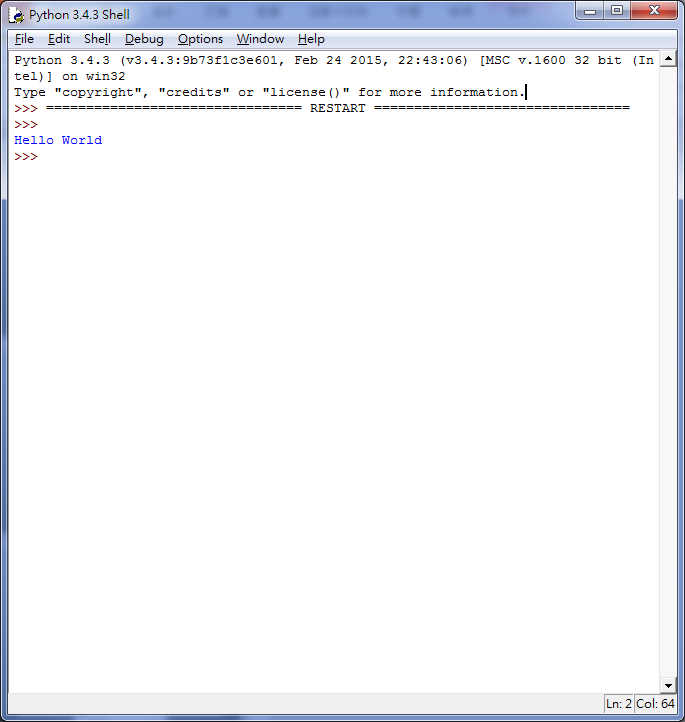 Python 3.4.3 Shell
File Edit Shell Debug Options Window Help
Python 3.4.3 (v3.4.3:9b73f1c3e601, Feb 24 2015, 22:43:06) [MSC v.1600 32 bit (In
tel)] on win32
Type "copyright", "credits" or "license()" for more information.
>>> ================================ RESTART ================================
>>>
Hello World
>>>
Ln: 2 Col: 64